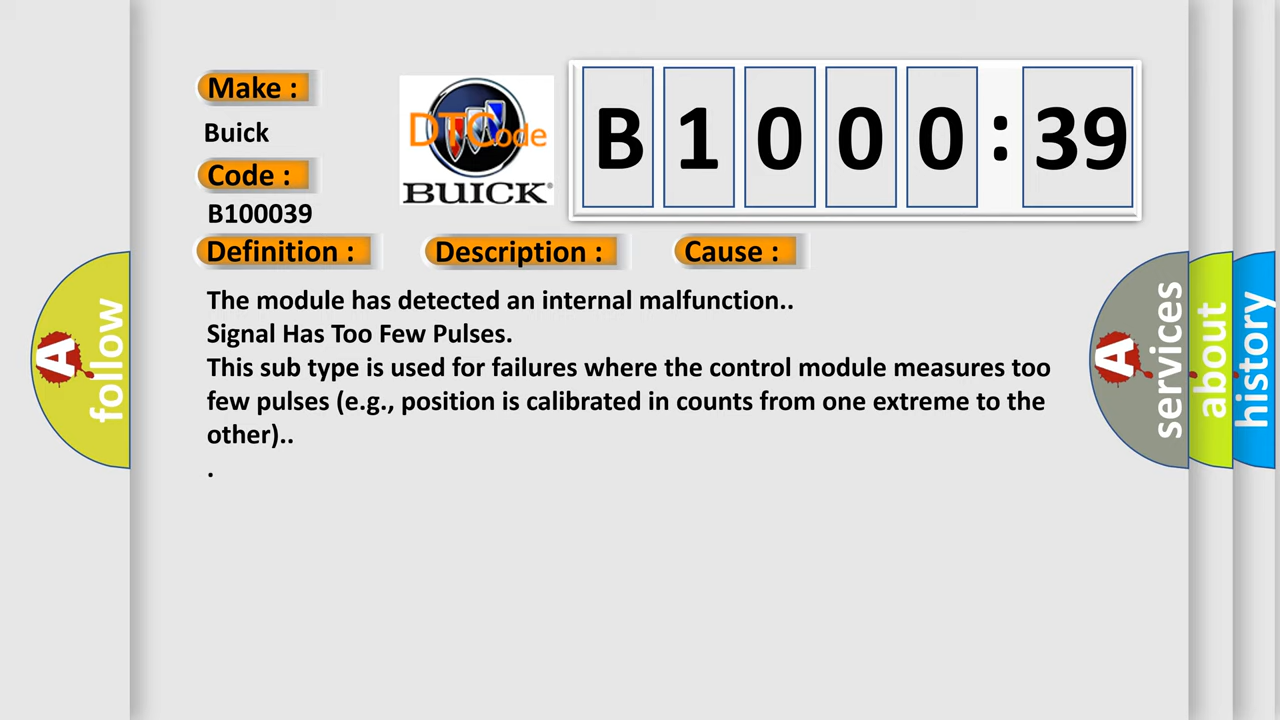 Make :
Buick
Code :
B100039
DTCode
BUICK
B 1 0 0 0 : 39
Definition :
Description :
Cause :
The module has detected an internal malfunction..
Signal Has Too Few Pulses.
This sub type is used for failures where the control module measures too
few pulses (e.g., position is calibrated in counts from one extreme to the
other)..
.
A follow
A services
about
history